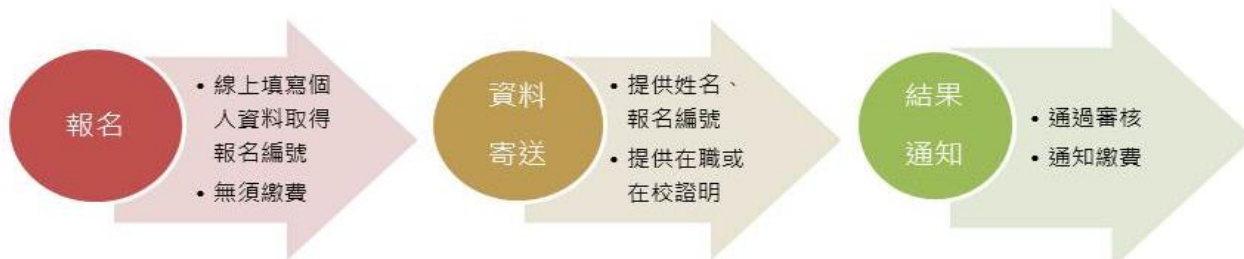 報名
• 線上填寫個
人資料取得
報名編號
• 無須繳費
資料
寄送
• 提供姓名、
報名編號
• 提供在職或
在校證明
結果
通知
• 通過審核
• 通知繳費